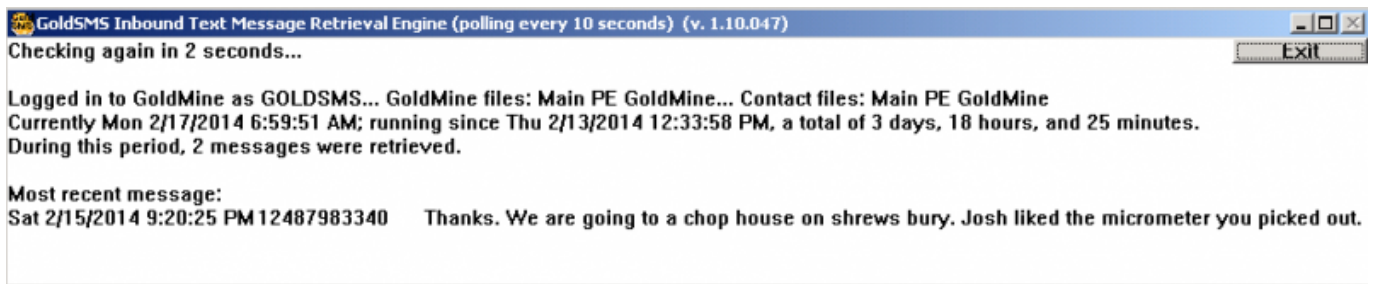 GoldSMS Inbound Text Message Retrieval Engine (polling every 10 seconds) (v. 1.10.047)
Checking again in 2 seconds...
Exit
Logged in to GoldMine as GOLDSMS... GoldMine files: Main PE GoldMine... Contact files: Main PE GoldMine
Currently Mon 2/17/2014 6:59:51 AM; running since Thu 2/13/2014 12:33:58 PM, a total of 3 days, 18 hours, and 25 minutes.
During this period, 2 messages were retrieved.
Most recent message:
Sat 2/15/2014 9:20:25 PM 12487983340 Thanks. We are going to a chop house on shrews bury. Josh liked the micrometer you picked out.